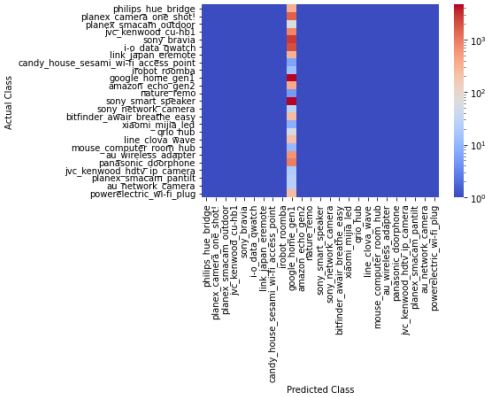 Actual Class
philips_hue_bridge
planex_camera_one_shot!
planex_smacam_outdoor
jvc_kenwood_cu-hb1
sony_bravia
i-o_data_qwatch
link_japan_eremote
candy_house_sesami_wi-fi_access_point
irobot_roomba
google_home_gen1
amazon_echo_gen2
nature_remo
sony_smart_speaker
sony_network_camera
bitfinder_awair_breathe_easy
xiaomi_mijia_led
qrio_hub
line_clova_wave
mouse_computer_room_hub
au_wireless_adapter
panasonic_doorphone
jvc_kenwood_hdtv_ip_camera
planex_smacam_pantilt
au_network_camera
powerelectric_wi-fi_plug
10³
10²
10¹
10⁰
philips_hue_bridge
planex_camera_one_shot!
planex_smacam_outdoor
jvc_kenwood_cu-hb1
sony_bravia
i-o_data_qwatch
link_japan_eremote
candy_house_sesami_wi-fi_access_point
irobot_roomba
google_home_gen1
amazon_echo_gen2
nature_remo
sony_smart_speaker
sony_network_camera
bitfinder_awair_breathe_easy
xiaomi_mijia_led
qrio_hub
line_clova_wave
mouse_computer_room_hub
au_wireless_adapter
panasonic_doorphone
jvc_kenwood_hdtv_ip_camera
planex_smacam_pantilt
au_network_camera
powerelectric_wi-fi_plug
Predicted Class